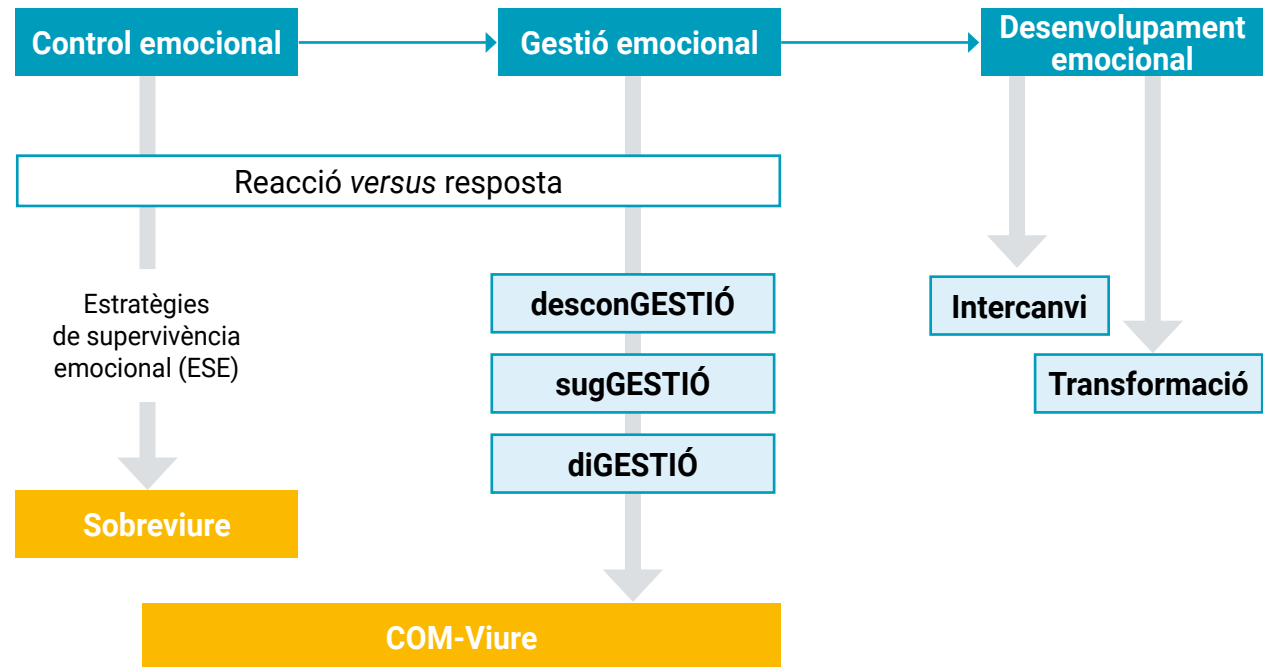 Control emocional
Gestió emocional
Desenvolupament
emocional
Reacció versus resposta
Estratègies
de supervivència
emocional (ESE)
desconGESTIÓ
sugGESTIÓ
diGESTIÓ
Intercanvi
Transformació
Sobreviure
COM-Viure